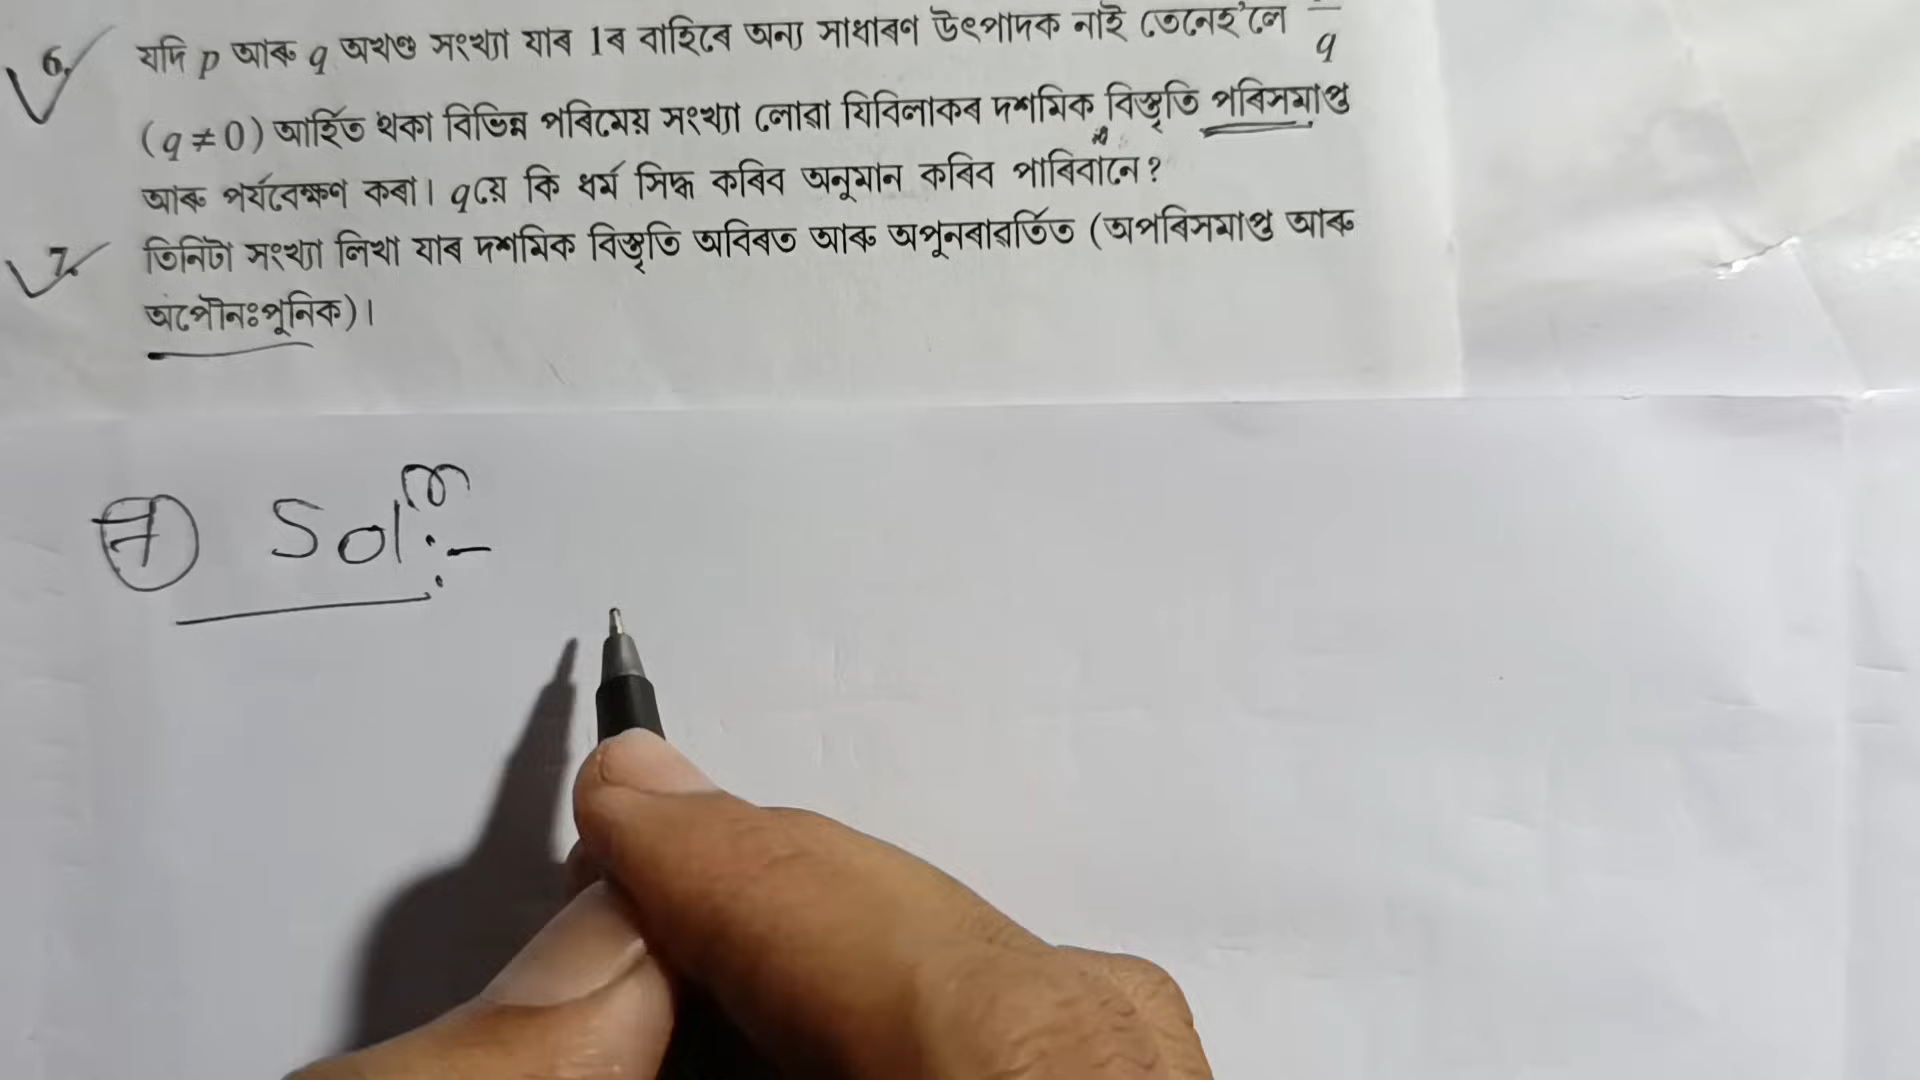 6. যদি p আৰু q অখণ্ড সংখ্যা যাৰ 1ৰ বাহিৰে অন্য সাধাৰণ উৎপাদক নাই তেনেহ'লে q
(q ≠ 0) আৰ্হিত থকা বিভিন্ন পৰিমেয় সংখ্যা লোৱা যিবিলাকৰ দশমিক বিস্তৃতি পৰিসমাপ্ত
আৰু পৰ্যবেক্ষণ কৰা। qয়ে কি ধৰ্ম সিদ্ধ কৰিব অনুমান কৰিব পাৰিবানে?
7. তিনিটা সংখ্যা লিখা যাৰ দশমিক বিস্তৃতি অবিৰত আৰু অপুনৰাৱৰ্তিত (অপৰিসমাপ্ত আৰু
অপৌনঃপুনিক)।
7 Solⁿ:-